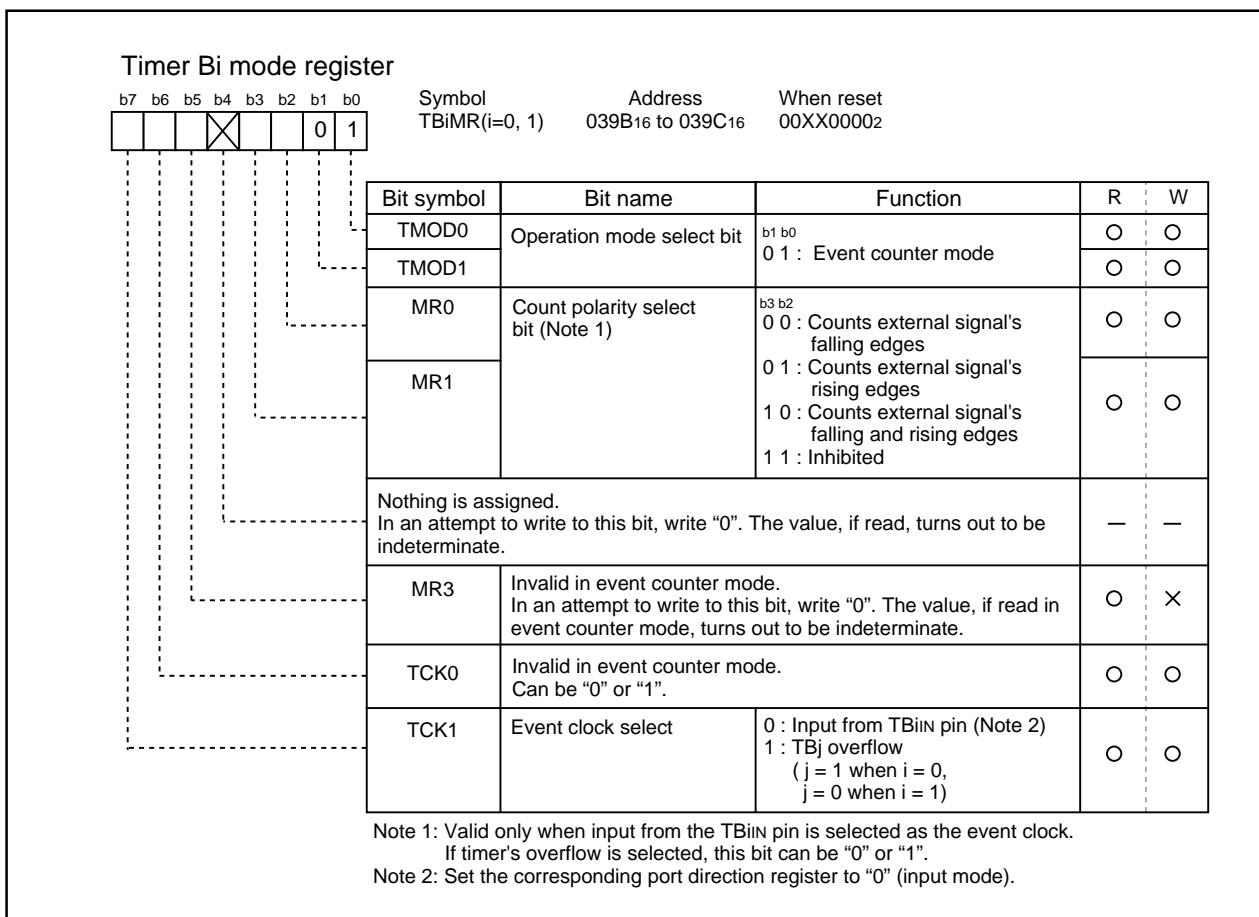 Timer Bi mode register
b7 b6 b5 b4 b3 b2 b1 b0
0 1
Symbol Address When reset
TBiMR(i=0, 1) 039B16 to 039C16 00XX00002
Bit symbol Bit name Function R W
TMOD0
TMOD1
Operation mode select bit
b1 b0
0 1 : Event counter mode
MR0
MR1
Count polarity select
bit (Note 1)
b3 b2
0 0 : Counts external signal's
falling edges
0 1 : Counts external signal's
rising edges
1 0 : Counts external signal's
falling and rising edges
1 1 : Inhibited
Nothing is assigned.
In an attempt to write to this bit, write “0”. The value, if read, turns out to be
indeterminate.
MR3
Invalid in event counter mode.
In an attempt to write to this bit, write “0”. The value, if read in
event counter mode, turns out to be indeterminate.
TCK0
Invalid in event counter mode.
Can be “0” or “1”.
TCK1
Event clock select
0 : Input from TBiIN pin (Note 2)
1 : TBj overflow
( j = 1 when i = 0,
j = 0 when i = 1)
Note 1: Valid only when input from the TBiIN pin is selected as the event clock.
If timer's overflow is selected, this bit can be “0” or “1”.
Note 2: Set the corresponding port direction register to “0” (input mode).